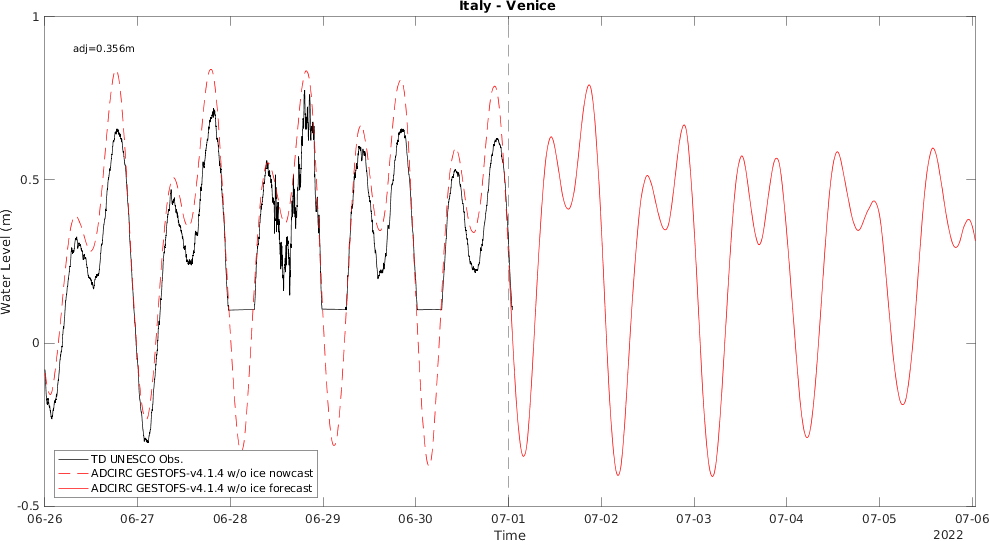 Italy - Venice
adj=0.356m
1
0.5
0
-0.5
Water Level (m)
TD UNESCO Obs.
ADCIRC GESTOFS-v4.1.4 w/o ice nowcast
ADCIRC GESTOFS-v4.1.4 w/o ice forecast
06-26 06-27 06-28 06-29 06-30 07-01 07-02 07-03 07-04 07-05 07-06
Time
2022